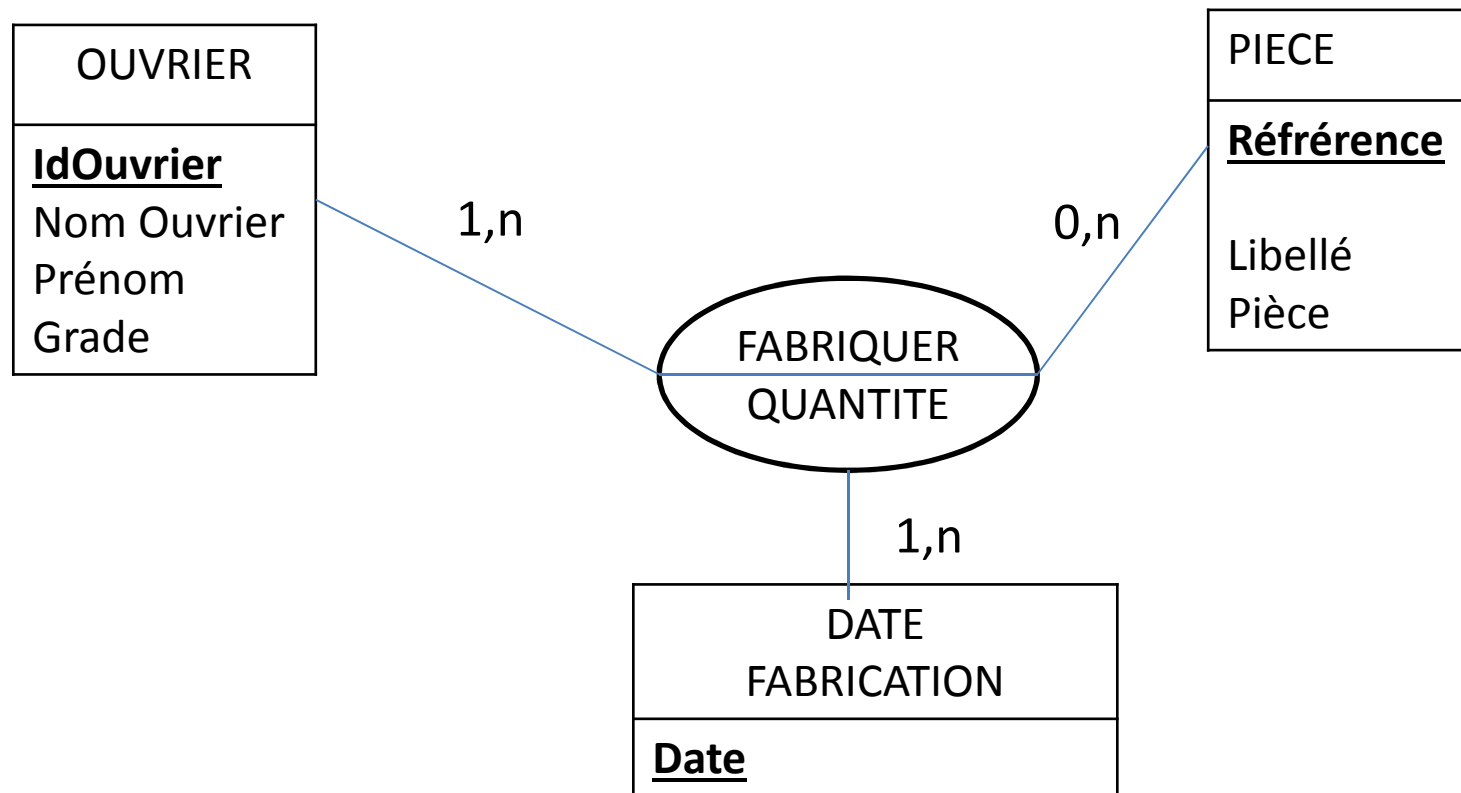 OUVRIER
IdOuvrier
Nom Ouvrier
Prénom
Grade
1,n
0,n
PIECE
Réfrérence
Libellé
Pièce
FABRIQUER
QUANTITE
1,n
DATE
FABRICATION
Date